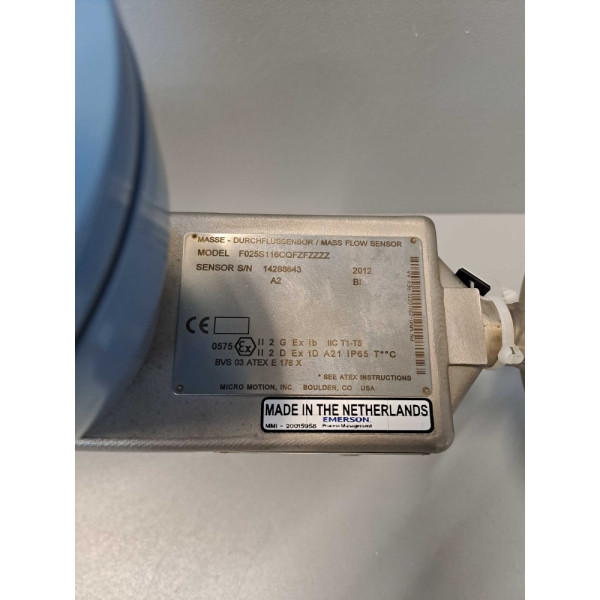 MASSE - DURCHFLUSSENSOR / MASS FLOW SENSOR
MODEL F025S116CQFZFZZZZ
SENSOR S/N 14288643 2012
A2 BI
CE
0575 Ex II 2 G Ex ib IIC T1-T5
II 2 D Ex 1D A21 IP65 T**C
BVS 03 ATEX E 176 X
* SEE ATEX INSTRUCTIONS
MICRO MOTION, INC. BOULDER, CO USA
MADE IN THE NETHERLANDS
EMERSON
MMI - 20015958 Process Management